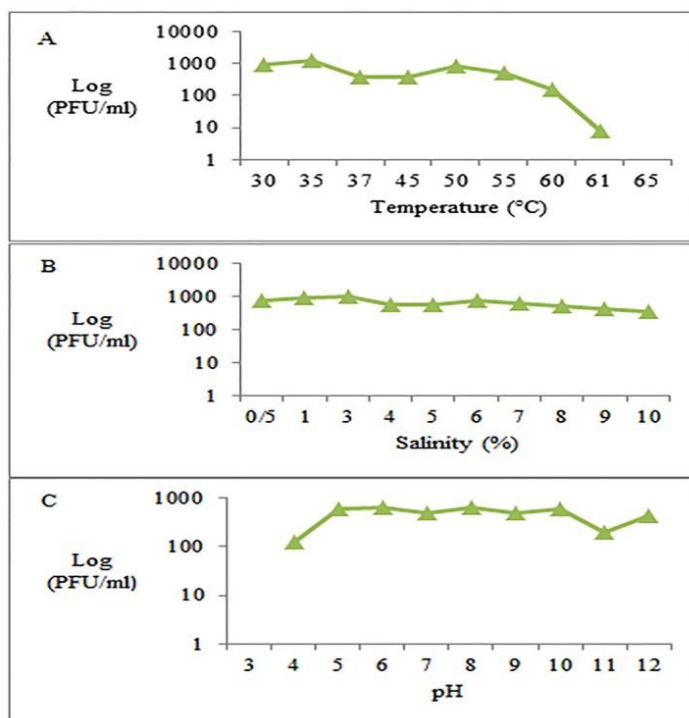 A
Log
(PFU/ml)
10000
1000
100
10
1
30 35 37 45 50 55 60 61 65
Temperature (°C)
B
Log
(PFU/ml)
10000
1000
100
10
1
0/5 1 3 4 5 6 7 8 9 10
Salinity (%)
C
Log
(PFU/ml)
1000
100
10
1
3 4 5 6 7 8 9 10 11 12
pH